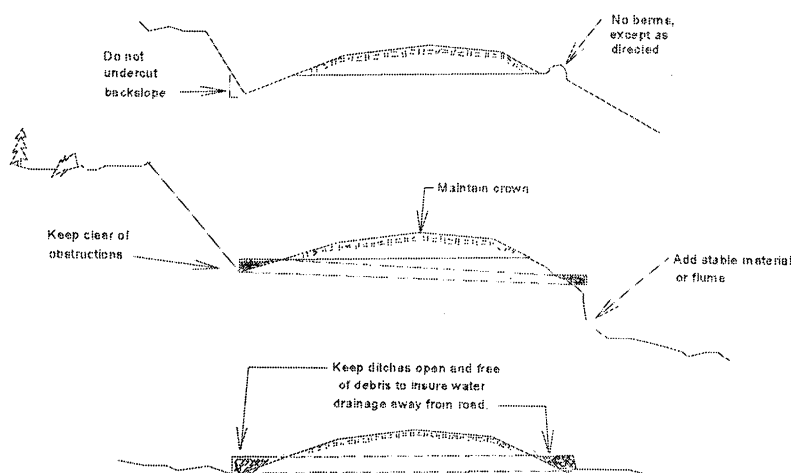 No berms,
except as
directed
Do not
undercut
backslope
Maintain crown
Keep clear of
obstructions
Add stable material
or flume
Keep ditches open and free
of debris to insure water
drainage away from road.